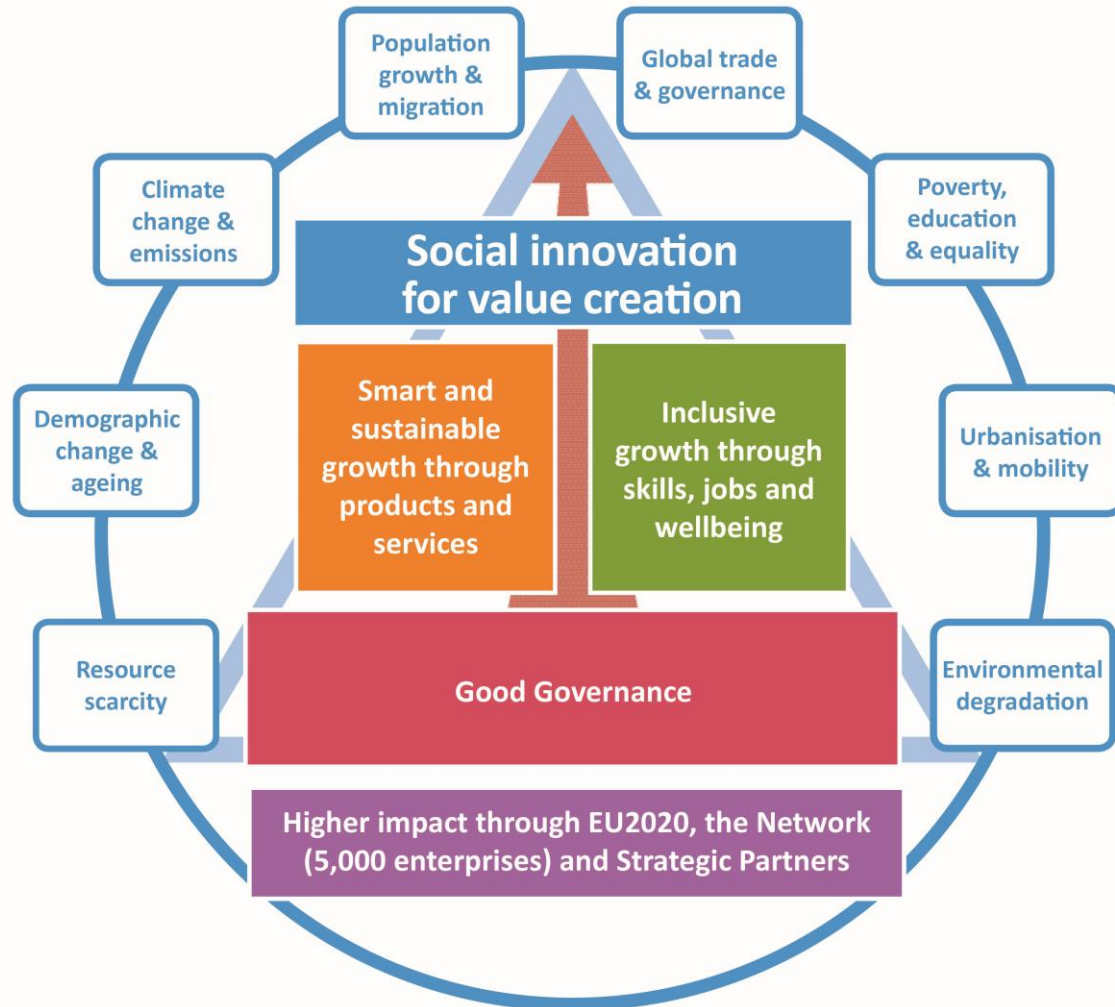 Population
growth &
migration
Global trade
& governance
Climate
change &
emissions
Poverty,
education
& equality
Social innovation
for value creation
Smart and
sustainable
growth through
products and
services
Inclusive
growth through
skills, jobs and
wellbeing
Demographic
change &
ageing
Urbanisation
& mobility
Resource
scarcity
Good Governance
Environmental
degradation
Higher impact through EU2020, the Network
(5,000 enterprises) and Strategic Partners